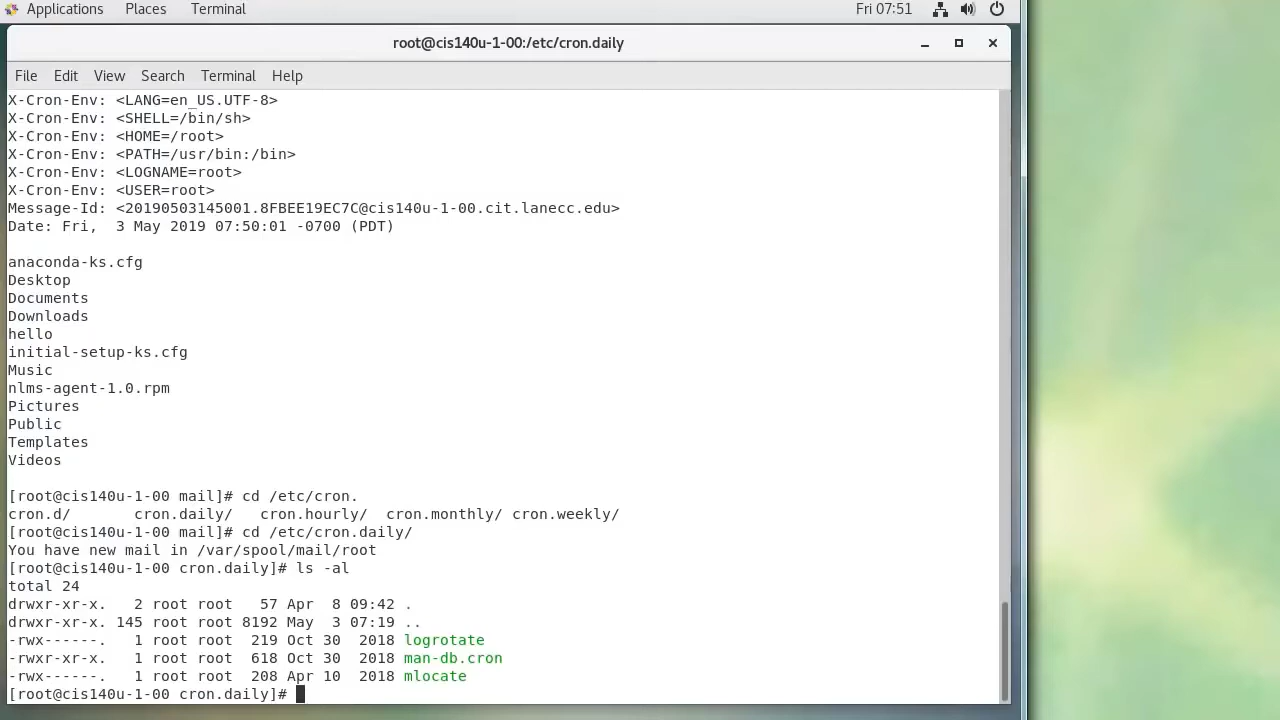 Applications Places Terminal Fri 07:51
root@cis140u-1-00:/etc/cron.daily
File Edit View Search Terminal Help
X-Cron-Env: <LANG=en_US.UTF-8>
X-Cron-Env: <SHELL=/bin/sh>
X-Cron-Env: <HOME=/root>
X-Cron-Env: <PATH=/usr/bin:/bin>
X-Cron-Env: <LOGNAME=root>
X-Cron-Env: <USER=root>
Message-Id: <20190503145001.8FBEE19EC7C@cis140u-1-00.cit.lanecc.edu>
Date: Fri,  3 May 2019 07:50:01 -0700 (PDT)
anaconda-ks.cfg
Desktop
Documents
Downloads
hello
initial-setup-ks.cfg
Music
nlms-agent-1.0.rpm
Pictures
Public
Templates
Videos
[root@cis140u-1-00 mail]# cd /etc/cron.
cron.d/       cron.daily/   cron.hourly/  cron.monthly/ cron.weekly/
[root@cis140u-1-00 mail]# cd /etc/cron.daily/
You have new mail in /var/spool/mail/root
[root@cis140u-1-00 cron.daily]# ls -al
total 24
drwxr-xr-x.   2 root root   57 Apr  8 09:42 .
drwxr-xr-x. 145 root root 8192 May  3 07:19 ..
-rwx------.   1 root root  219 Oct 30  2018 logrotate
-rwxr-xr-x.   1 root root  618 Oct 30  2018 man-db.cron
-rwx------.   1 root root  208 Apr 10  2018 mlocate
[root@cis140u-1-00 cron.daily]#